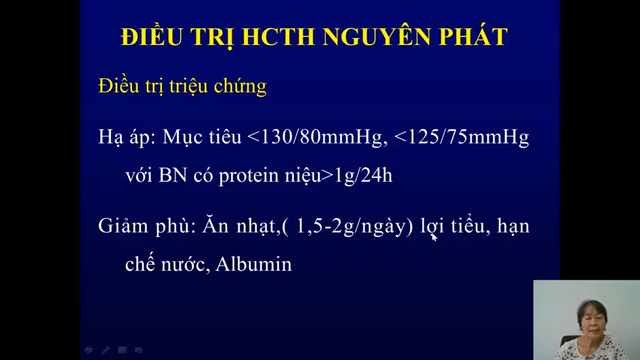 ĐIỀU TRỊ HCTH NGUYÊN PHÁT
Điều trị triệu chứng
Hạ áp: Mục tiêu <130/80mmHg, <125/75mmHg
với BN có protein niệu>1g/24h
Giảm phù: Ăn nhạt,( 1,5-2g/ngày) lợi tiểu, hạn
chế nước, Albumin